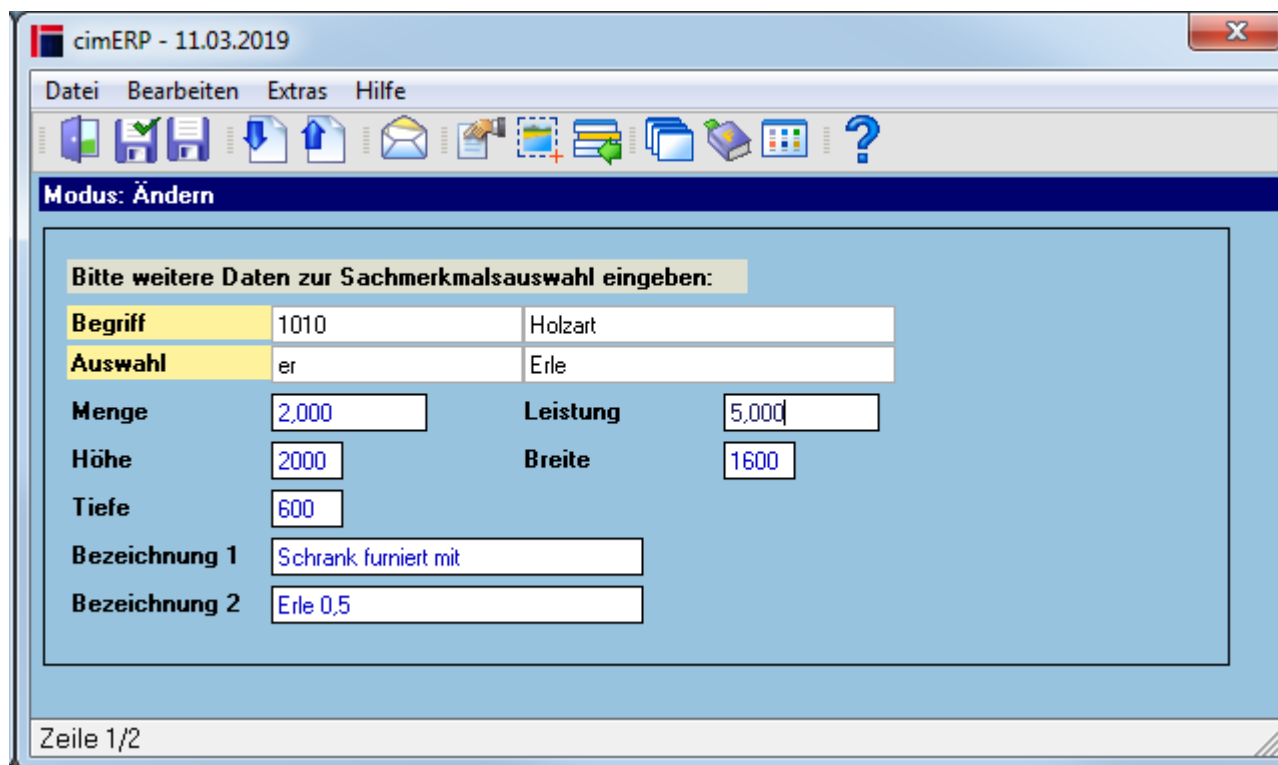 cimERP - 11.03.2019
Datei Bearbeiten Extras Hilfe
Modus: Ändern
Bitte weitere Daten zur Sachmerkmalsauswahl eingeben:
Begriff 1010 Holzart
Auswahl er Erle
Menge 2,000 Leistung 5,000
Höhe 2000 Breite 1600
Tiefe 600
Bezeichnung 1 Schrank furniert mit
Bezeichnung 2 Erle 0,5
Zeile 1/2